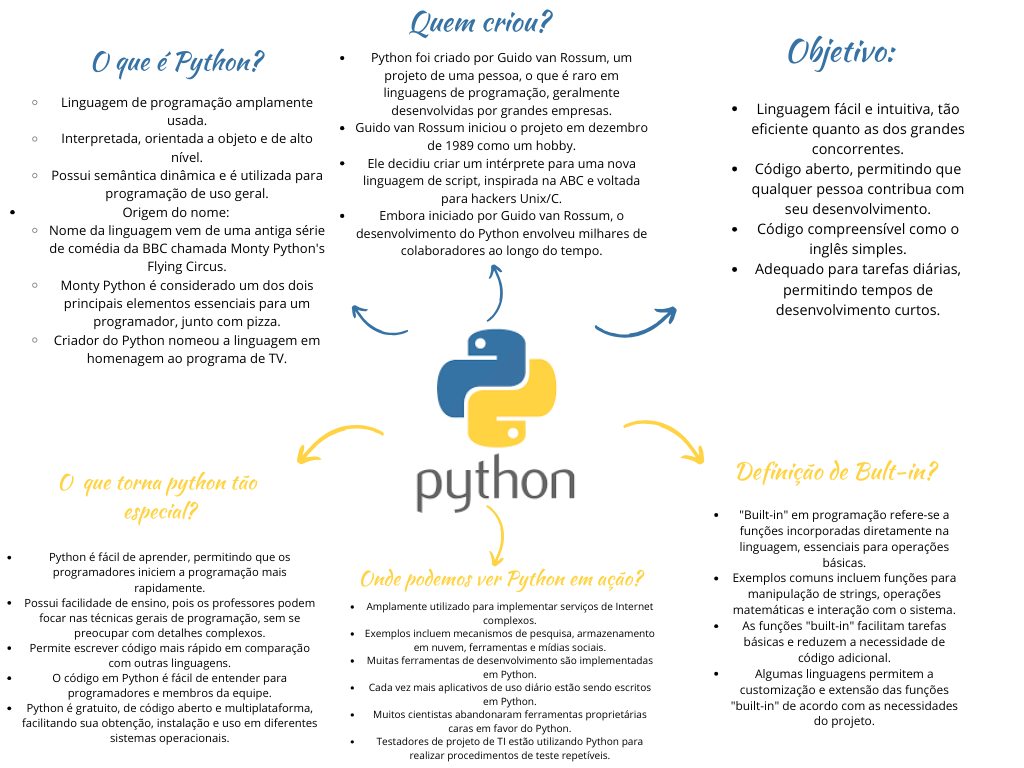 O que é Python?
Linguagem de programação amplamente
usada.
Interpretada, orientada a objeto e de alto
nível.
Possui semântica dinâmica e é utilizada para
programação de uso geral.
Origem do nome:
Nome da linguagem vem de uma antiga série
de comédia da BBC chamada Monty Python's
Flying Circus.
Monty Python é considerado um dos dois
principais elementos essenciais para um
programador, junto com pizza.
Criador do Python nomeou a linguagem em
homenagem ao programa de TV.
Quem criou?
Python foi criado por Guido van Rossum, um
projeto de uma pessoa, o que é raro em
linguagens de programação, geralmente
desenvolvidas por grandes empresas.
Guido van Rossum iniciou o projeto em dezembro
de 1989 como um hobby.
Ele decidiu criar um intérprete para uma nova
linguagem de script, inspirada na ABC e voltada
para hackers Unix/C.
Embora iniciado por Guido van Rossum, o
desenvolvimento do Python envolveu milhares de
colaboradores ao longo do tempo.
Objetivo:
Linguagem fácil e intuitiva, tão
eficiente quanto as dos grandes
concorrentes.
Código aberto, permitindo que
qualquer pessoa contribua com
seu desenvolvimento.
Código compreensível como o
inglês simples.
Adequado para tarefas diárias,
permitindo tempos de
desenvolvimento curtos.
python
O que torna python tão
especial?
Python é fácil de aprender, permitindo que os
programadores iniciem a programação mais
rapidamente.
Possui facilidade de ensino, pois os professores podem
focar nas técnicas gerais de programação, sem se
preocupar com detalhes complexos.
Permite escrever código mais rápido em comparação
com outras linguagens.
O código em Python é fácil de entender para
programadores e membros da equipe.
Python é gratuito, de código aberto e multiplataforma,
facilitando sua obtenção, instalação e uso em diferentes
sistemas operacionais.
Onde podemos ver Python em ação?
Amplamente utilizado para implementar serviços de Internet
complexos.
Exemplos incluem mecanismos de pesquisa, armazenamento
em nuvem, ferramentas e mídias sociais.
Muitas ferramentas de desenvolvimento são implementadas
em Python.
Cada vez mais aplicativos de uso diário estão sendo escritos
em Python.
Muitos cientistas abandonaram ferramentas proprietárias
caras em favor do Python.
Testadores de projeto de TI estão utilizando Python para
realizar procedimentos de teste repetíveis.
Definição de Bult-in?
"Built-in" em programação refere-se a
funções incorporadas diretamente na
linguagem, essenciais para operações
básicas.
Exemplos comuns incluem funções para
manipulação de strings, operações
matemáticas e interação com o sistema.
As funções "built-in" facilitam tarefas
básicas e reduzem a necessidade de
código adicional.
Algumas linguagens permitem a
customização e extensão das funções
"built-in" de acordo com as necessidades
do projeto.